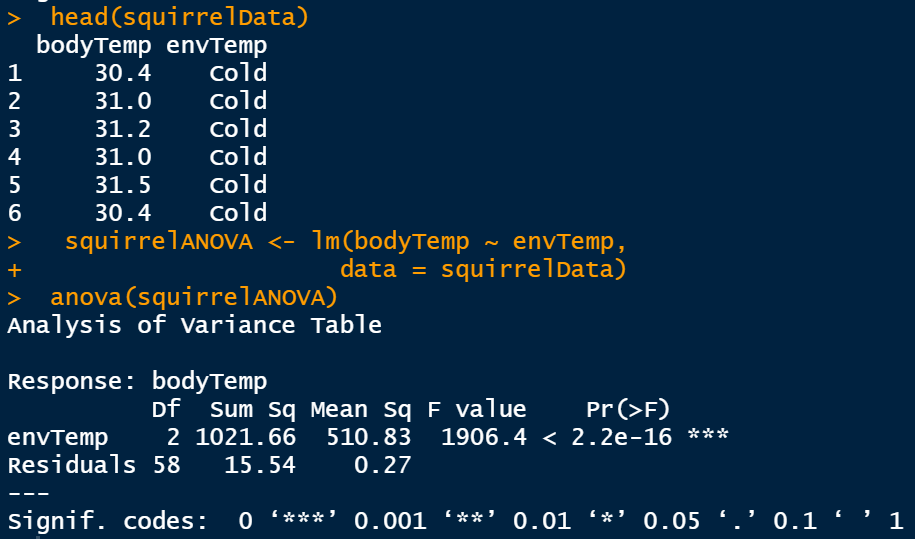 >  head(squirrelData)
  bodyTemp envTemp
1     30.4    Cold
2     31.0    Cold
3     31.2    Cold
4     31.0    Cold
5     31.5    Cold
6     30.4    Cold
>   squirrelANOVA <- lm(bodyTemp ~ envTemp,
+                      data = squirrelData)
>  anova(squirrelANOVA)
Analysis of Variance Table

Response: bodyTemp
          Df  Sum Sq Mean Sq F value    Pr(>F)
envTemp    2 1021.66  510.83  1906.4 < 2.2e-16 ***
Residuals 58   15.54    0.27
---
Signif. codes:  0 ‘***’ 0.001 ‘**’ 0.01 ‘*’ 0.05 ‘.’ 0.1 ‘ ’ 1